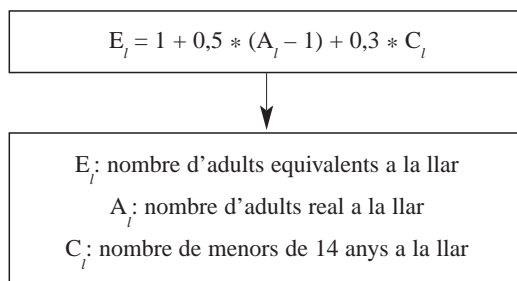 E_l = 1 + 0,5 * (A_l – 1) + 0,3 * C_l
E_l: nombre d'adults equivalents a la llar
A_l: nombre d'adults real a la llar
C_l: nombre de menors de 14 anys a la llar